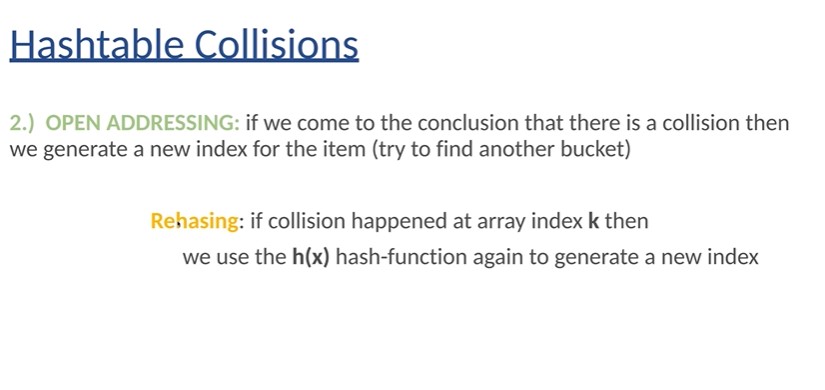 Hashtable Collisions
2.) OPEN ADDRESSING: if we come to the conclusion that there is a collision then
we generate a new index for the item (try to find another bucket)
Rehasing: if collision happened at array index k then
we use the h(x) hash-function again to generate a new index